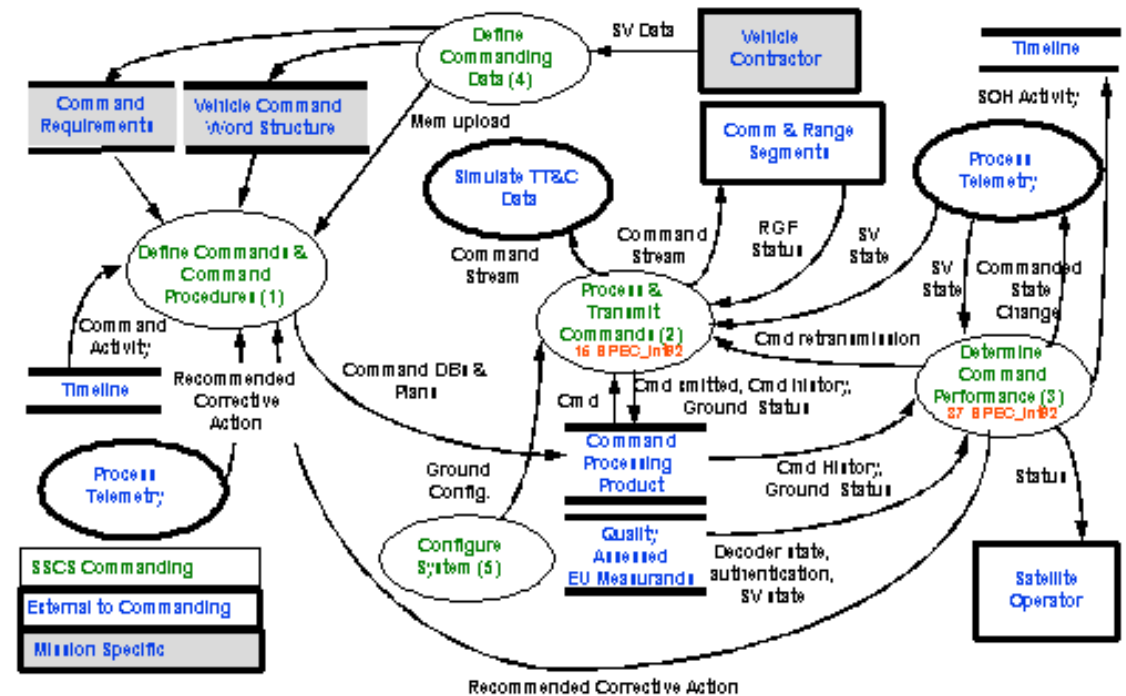 Define
Commanding
Data (4)
SV Data
Vehicle
Contractor
Timeline
SOH Activity
Command
Requirements
Vehicle Command
Word Structure
Mem upload
Comm & Range
Segments
Simulate TT&C
Data
Process
Telemetry
Define Commands &
Command
Procedures (1)
Command
Stream
Command
Stream
RGF
Status
SV
State
SV
State
Commanded
State
Change
Process &
Transmit
Commands (2)
16 SPEC_Int92
Cmd retransmission
Determine
Command
Performance (3)
37 SPEC_Int92
Command
Activity
Timeline
Recommended
Corrective
Action
Command DBs &
Plans
Cmd
Cmd emitted, Cmd history,
Ground Status
Command
Processing
Product
Cmd History,
Ground Status
Status
Process
Telemetry
Ground
Config.
Configure
System (5)
Quality
Assessed
EU Measurands
Decoder state,
authentication,
SV state
Satellite
Operator
SSCS Commanding
External to Commanding
Mission Specific
Recommended Corrective Action